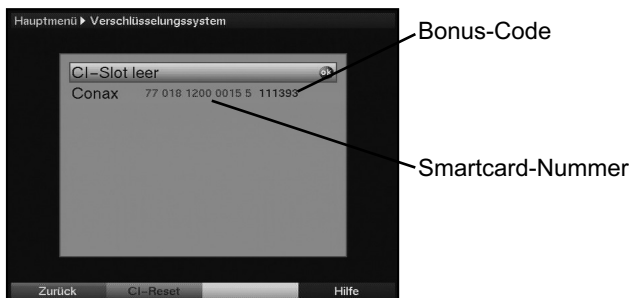 Hauptmenü ▶ Verschlüsselungssystem
Bonus-Code
CI-Slot leer ok
Conax 77 018 1200 0015 5 111393
Smartcard-Nummer
Zurück CI-Reset Hilfe